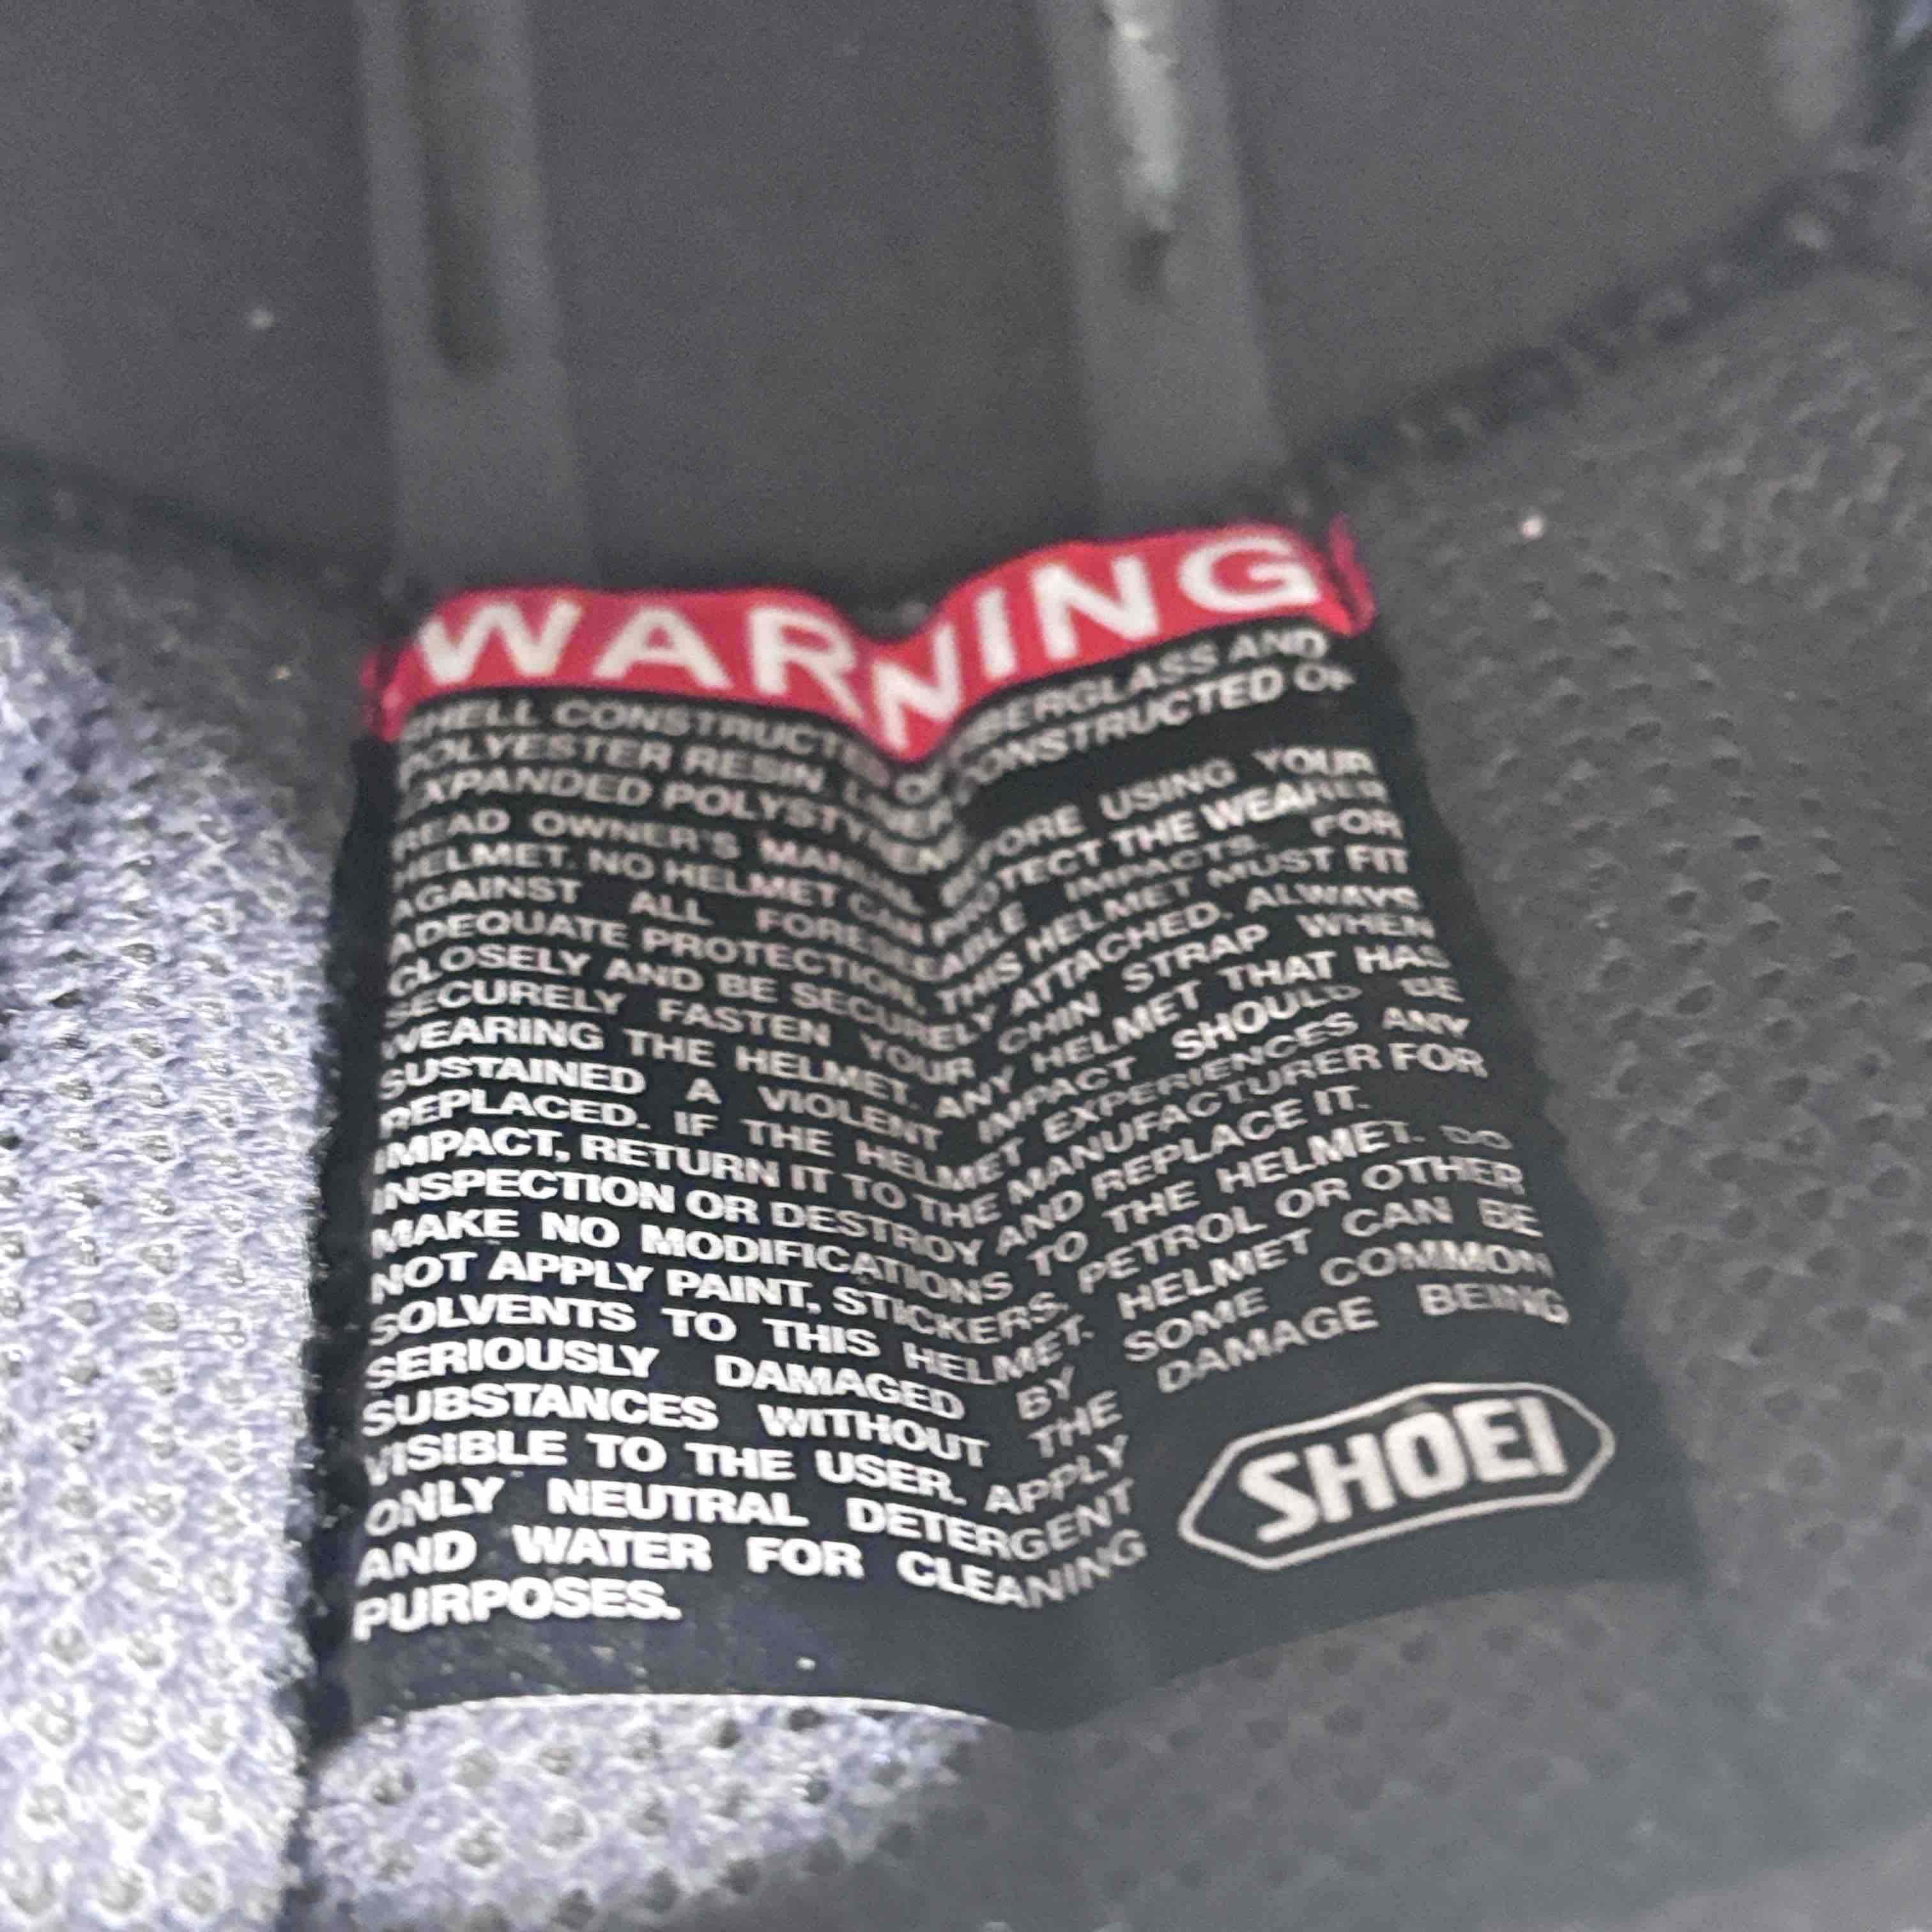 WARNING
SHELL CONSTRUCTED OF FIBERGLASS AND
POLYESTER RESIN. LINER CONSTRUCTED OF
EXPANDED POLYSTYRENE
READ OWNER'S MANUAL BEFORE USING YOUR
HELMET. NO HELMET CAN PROTECT THE WEARER
AGAINST ALL FORESEEABLE IMPACTS. FOR
ADEQUATE PROTECTION, THIS HELMET MUST FIT
CLOSELY AND BE SECURELY ATTACHED. ALWAYS
SECURELY FASTEN YOUR CHIN STRAP WHEN
WEARING THE HELMET. ANY HELMET THAT HAS
SUSTAINED A VIOLENT IMPACT SHOULD BE
REPLACED. IF THE HELMET EXPERIENCES ANY
IMPACT, RETURN IT TO THE MANUFACTURER FOR
INSPECTION OR DESTROY AND REPLACE IT.
MAKE NO MODIFICATIONS TO THE HELMET. DO
NOT APPLY PAINT, STICKERS, PETROL OR OTHER
SOLVENTS TO THIS HELMET. HELMET CAN BE
SERIOUSLY DAMAGED BY SOME COMMON
SUBSTANCES WITHOUT THE DAMAGE BEING
VISIBLE TO THE USER. APPLY
ONLY NEUTRAL DETERGENT
AND WATER FOR CLEANING
PURPOSES.
SHOEI